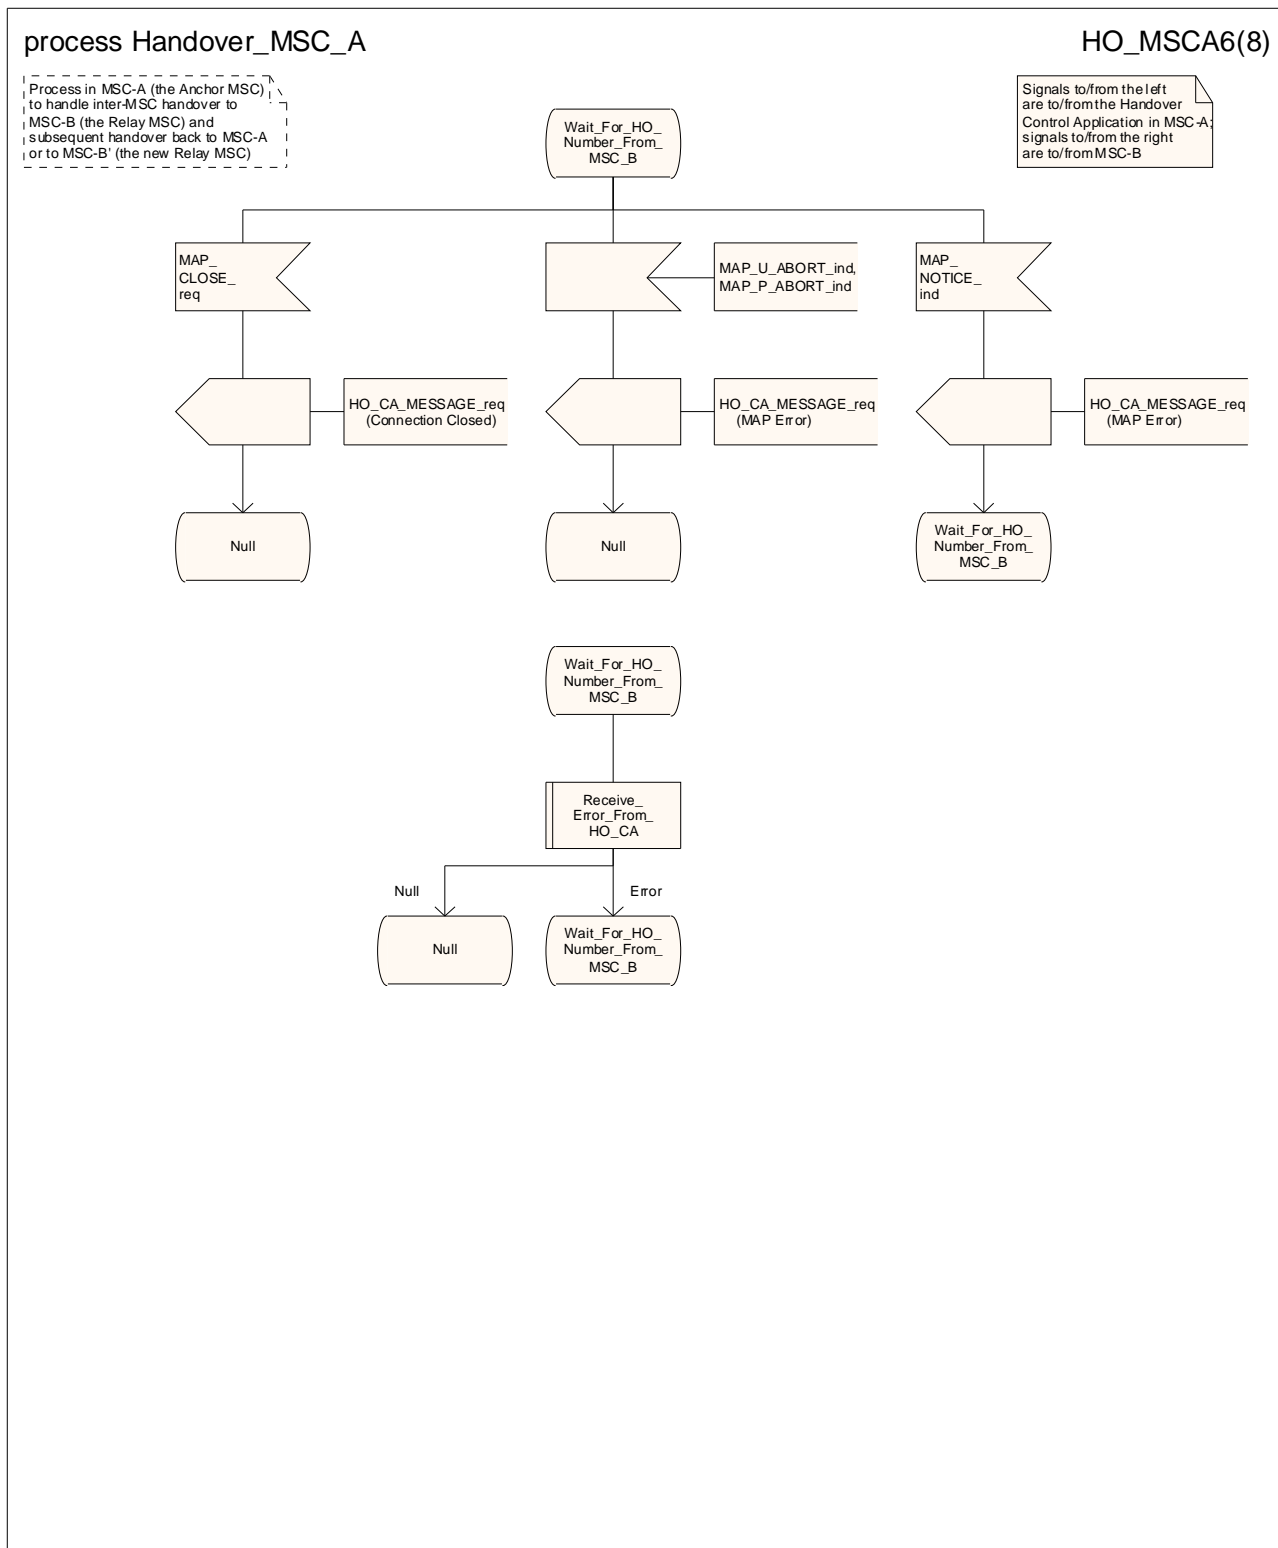 process Handover_MSC_A
HO_MSCA6(8)
Process in MSC-A (the Anchor MSC)
to handle inter-MSC handover to
MSC-B (the Relay MSC) and
subsequent handover back to MSC-A
or to MSC-B' (the new Relay MSC)
Signals to/from the left
are to/from the Handover
Control Application in MSC-A;
signals to/from the right
are to/from MSC-B
Wait_For_HO_
Number_From_
MSC_B
MAP_
CLOSE_
req
MAP_U_ABORT_ind,
MAP_P_ABORT_ind
MAP_
NOTICE_
ind
HO_CA_MESSAGE_req
(Connection Closed)
HO_CA_MESSAGE_req
(MAP Error)
HO_CA_MESSAGE_req
(MAP Error)
Null
Null
Wait_For_HO_
Number_From_
MSC_B
Wait_For_HO_
Number_From_
MSC_B
Receive_
Error_From_
HO_CA
Null
Error
Null
Wait_For_HO_
Number_From_
MSC_B